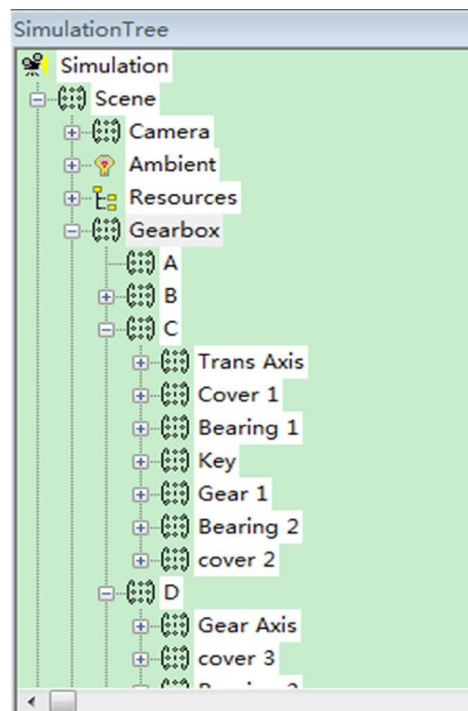 SimulationTree
Simulation
Scene
Camera
Ambient
Resources
Gearbox
A
B
C
Trans Axis
Cover 1
Bearing 1
Key
Gear 1
Bearing 2
cover 2
D
Gear Axis
cover 3